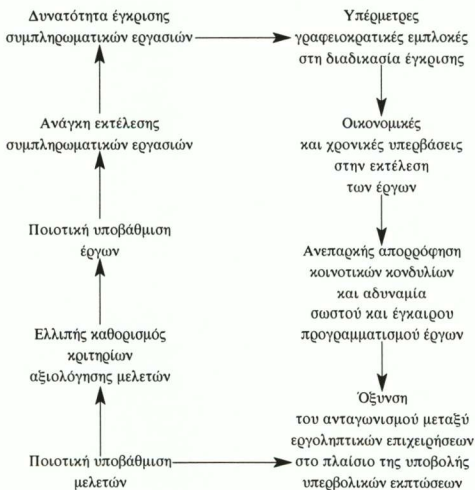 Δυνατότητα έγκρισης
συμπληρωματικών εργασιών
Υπέρμετρες
γραφειοκρατικές εμπλοκές
στη διαδικασία έγκρισης
Ανάγκη εκτέλεσης
συμπληρωματικών εργασιών
Οικονομικές
και χρονικές υπερβάσεις
στην εκτέλεση
των έργων
Ποιοτική υποβάθμιση
έργων
Ανεπαρκής απορρόφηση
κοινοτικών κονδυλίων
και αδυναμία
σωστού και έγκαιρου
προγραμματισμού έργων
Ελλιπής καθορισμός
κριτηρίων
αξιολόγησης μελετών
Όξυνση
του ανταγωνισμού μεταξύ
εργοληπτικών επιχειρήσεων
στο πλαίσιο της υποβολής
υπερβολικών εκπτώσεων
Ποιοτική υποβάθμιση
μελετών